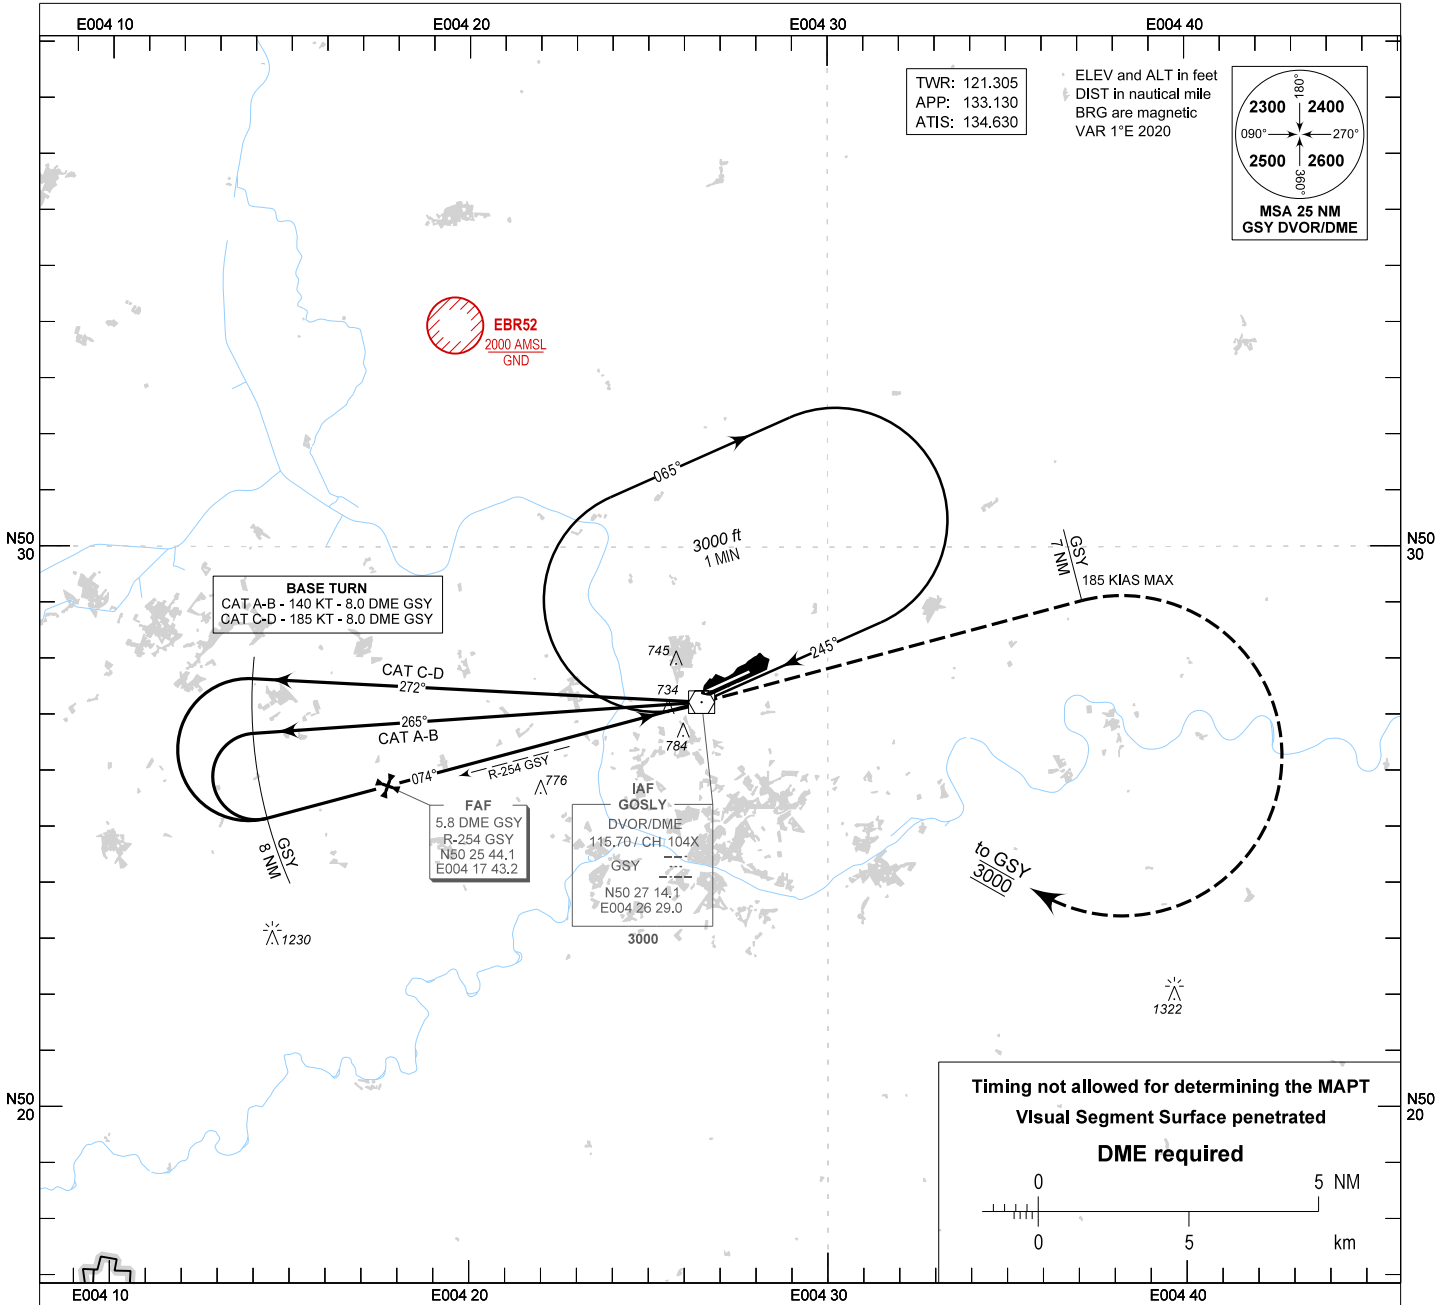 E004 10
E004 20
E004 30
E004 40
TWR: 121.305
APP: 133.130
ATIS: 134.630
ELEV and ALT in feet
DIST in nautical mile
BRG are magnetic
VAR 1°E 2020
180°
2300
2400
090°
270°
2500
2600
360°
MSA 25 NM
GSY DVOR/DME
EBR52
2000 AMSL
GND
065°
3000 ft
1 MIN
N50
30
N50
30
GSY
7 NM
185 KIAS MAX
BASE TURN
CAT A-B - 140 KT - 8.0 DME GSY
CAT C-D - 185 KT - 8.0 DME GSY
245°
745
734
784
776
CAT C-D
272°
265°
CAT A-B
074°
R-254 GSY
FAF
5.8 DME GSY
R-254 GSY
N50 25 44.1
E004 17 43.2
IAF
GOSLY
DVOR/DME
115.70 / CH 104X
GSY
N50 27 14.1
E004 26 29.0
3000
GSY
8 NM
to GSY
3000
1230
1322
N50
20
N50
20
Timing not allowed for determining the MAPT
VIsual Segment Surface penetrated
DME required
0
5 NM
0
5
km
E004 10
E004 20
E004 30
E004 40